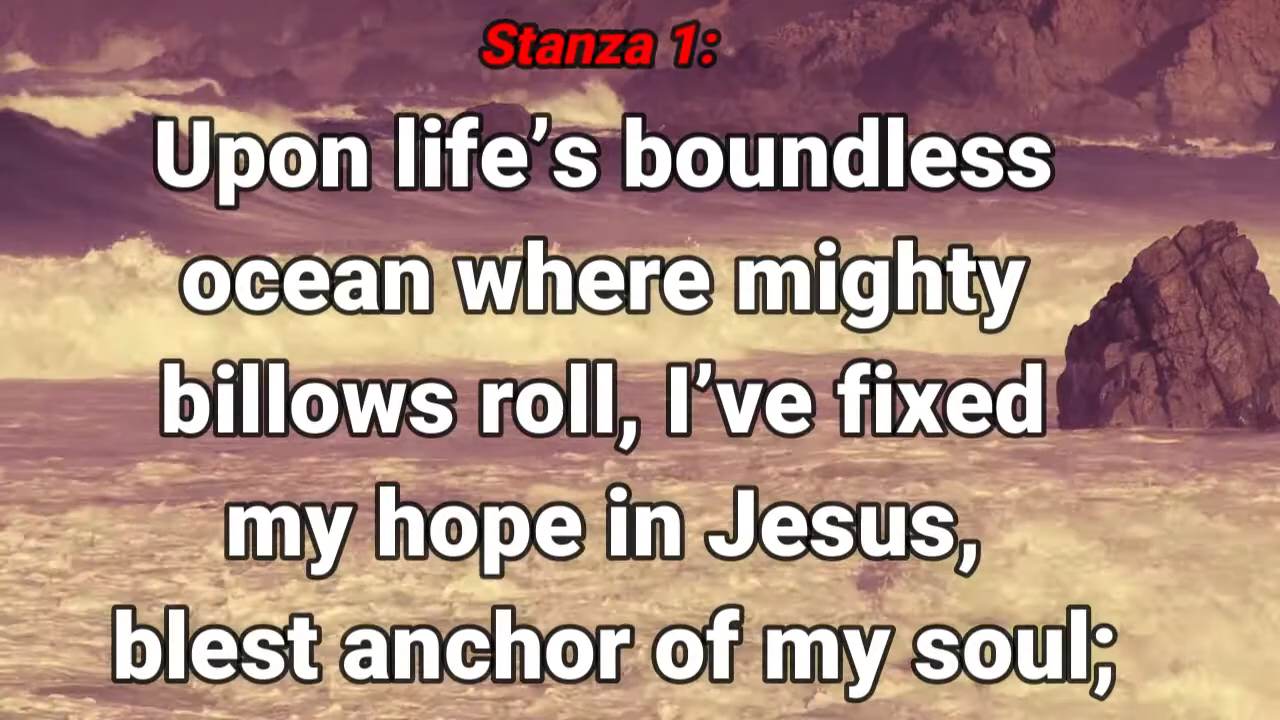 Stanza 1:
Upon life’s boundless
ocean where mighty
billows roll, I’ve fixed
my hope in Jesus,
blest anchor of my soul;